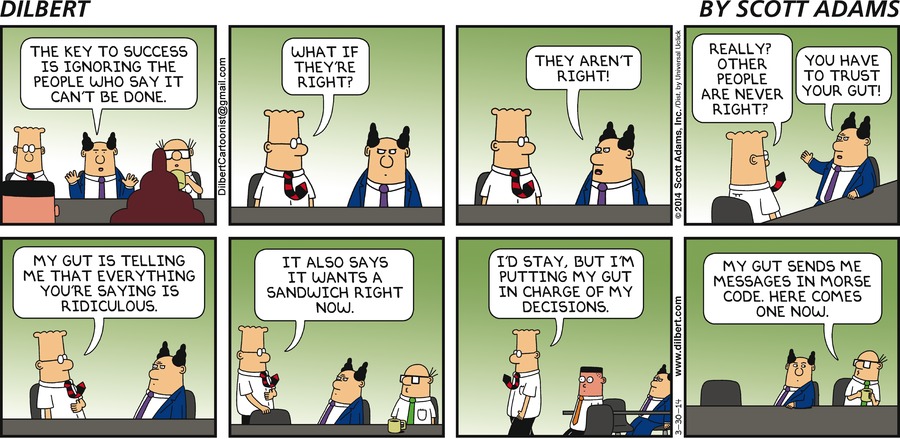 DILBERT
BY SCOTT ADAMS
THE KEY TO SUCCESS
IS IGNORING THE
PEOPLE WHO SAY IT
CAN'T BE DONE.
DilbertCartoonist@gmail.com
WHAT IF
THEY'RE
RIGHT?
THEY AREN'T
RIGHT!
©2014 Scott Adams, Inc. /Dist. by Universal Uclick
REALLY?
OTHER
PEOPLE
ARE NEVER
RIGHT?
YOU HAVE
TO TRUST
YOUR GUT!
MY GUT IS TELLING
ME THAT EVERYTHING
YOU'RE SAYING IS
RIDICULOUS.
IT ALSO SAYS
IT WANTS A
SANDWICH RIGHT
NOW.
I'D STAY, BUT I'M
PUTTING MY GUT
IN CHARGE OF MY
DECISIONS.
3-30-14 www.dilbert.com
MY GUT SENDS ME
MESSAGES IN MORSE
CODE. HERE COMES
ONE NOW.